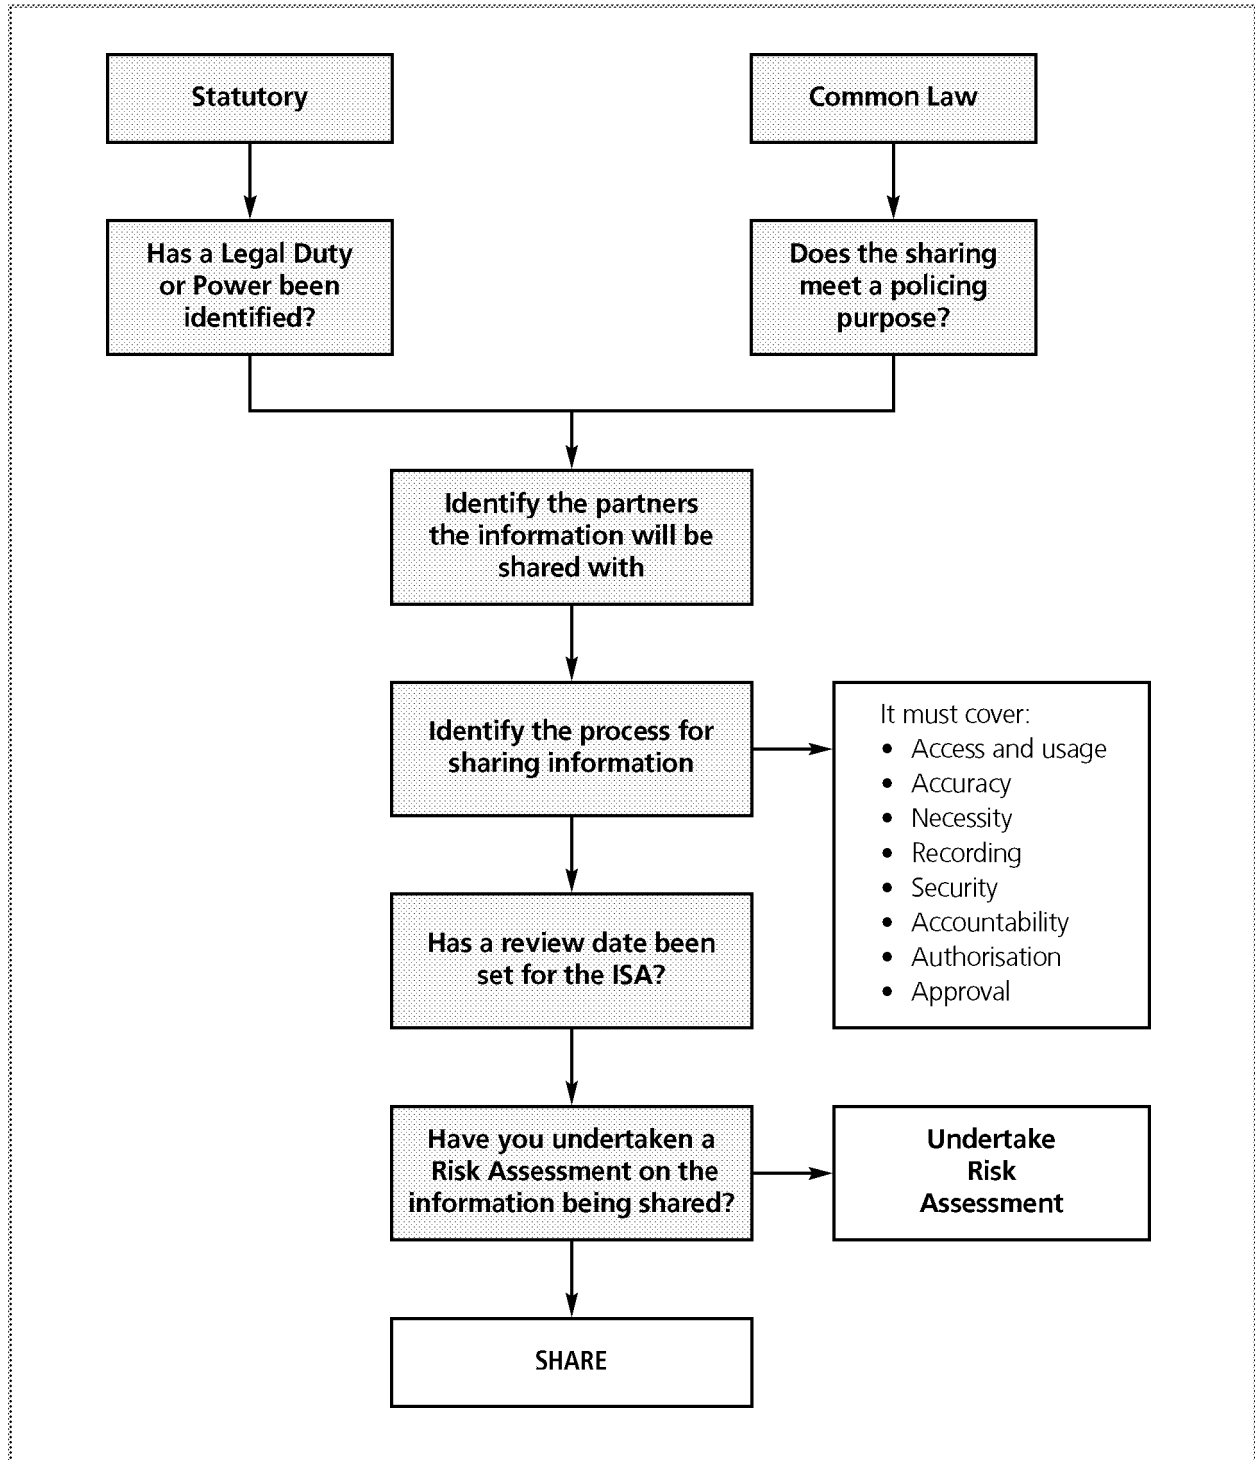 Statutory
Common Law
Has a Legal Duty
or Power been
identified?
Does the sharing
meet a policing
purpose?
Identify the partners
the information will be
shared with
Identify the process for
sharing information
It must cover:
• Access and usage
• Accuracy
• Necessity
• Recording
• Security
• Accountability
• Authorisation
• Approval
Has a review date been
set for the ISA?
Have you undertaken a
Risk Assessment on the
information being shared?
Undertake
Risk
Assessment
SHARE